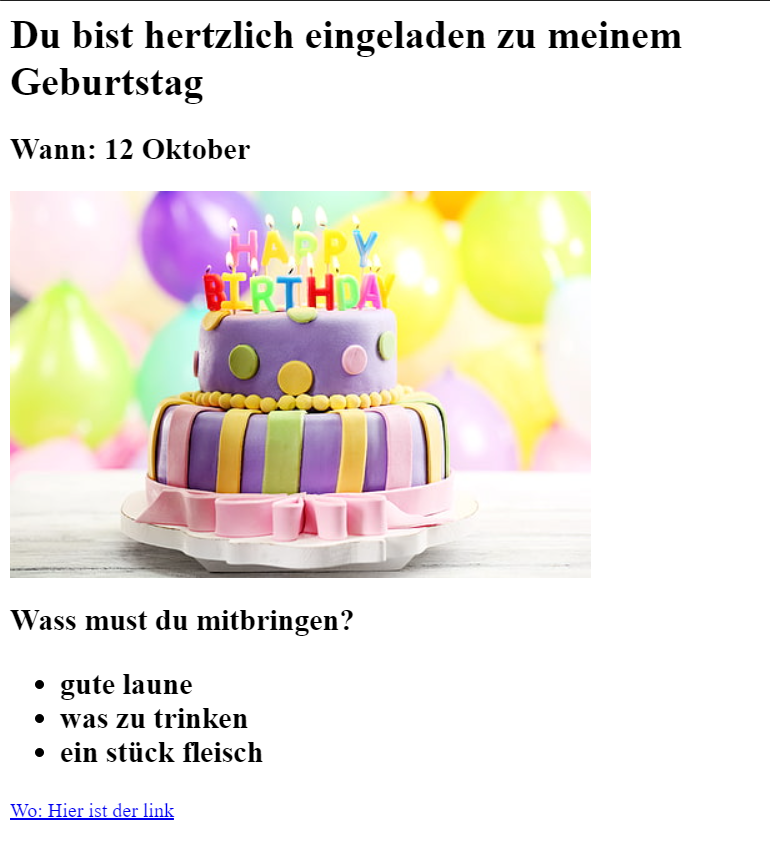 Du bist hertzlich eingeladen zu meinem
Geburtstag
Wann: 12 Oktober
HAPPY
BIRTHDAY
Wass must du mitbringen?
• gute laune
• was zu trinken
• ein stück fleisch
Wo: Hier ist der link